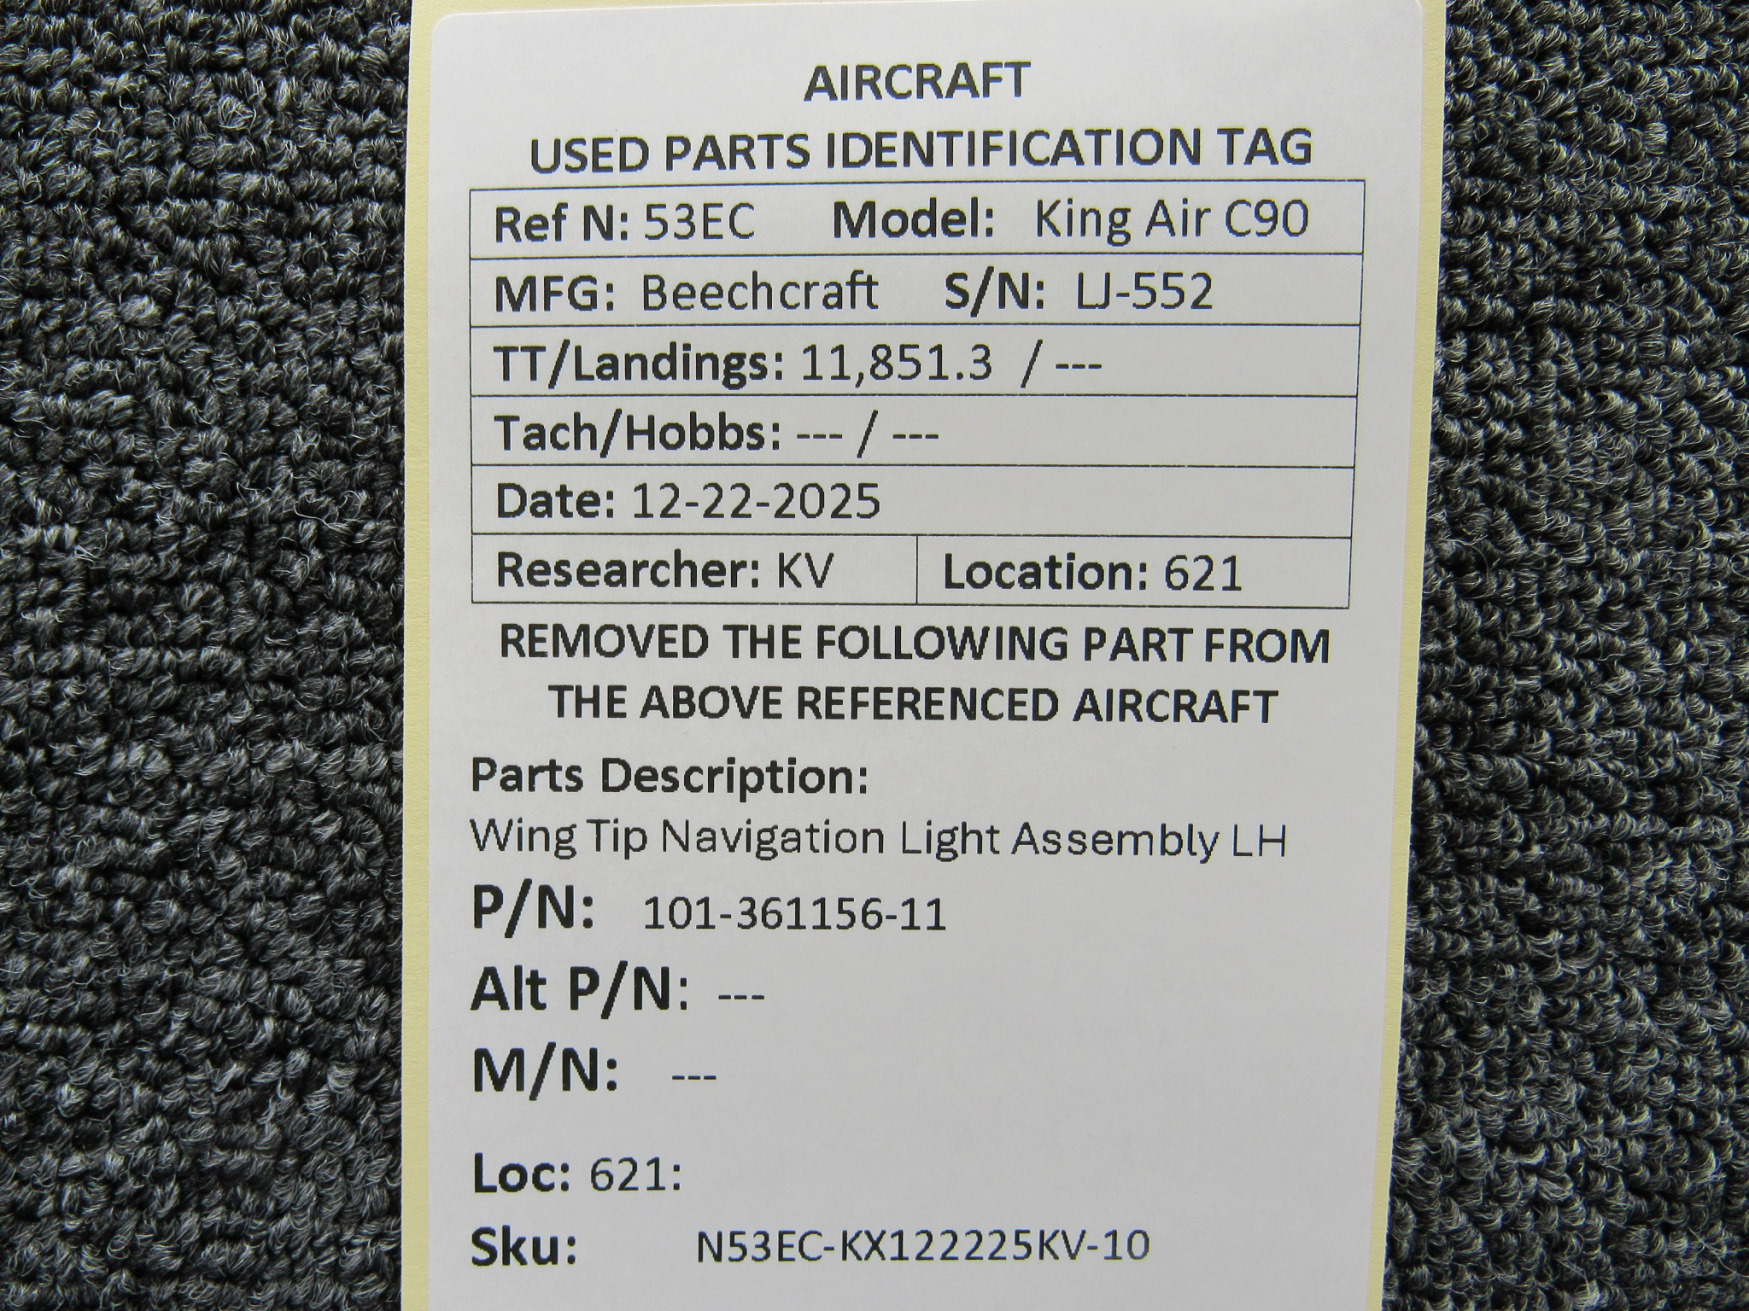 AIRCRAFT
USED PARTS IDENTIFICATION TAG
Ref N: 53EC Model: King Air C90
MFG: Beechcraft S/N: LJ-552
TT/Landings: 11,851.3 / ---
Tach/Hobbs: --- / ---
Date: 12-22-2025
Researcher: KV Location: 621
REMOVED THE FOLLOWING PART FROM
THE ABOVE REFERENCED AIRCRAFT
Parts Description:
Wing Tip Navigation Light Assembly LH
P/N: 101-361156-11
Alt P/N: ---
M/N: ---
Loc: 621:
Sku: N53EC-KX122225KV-10